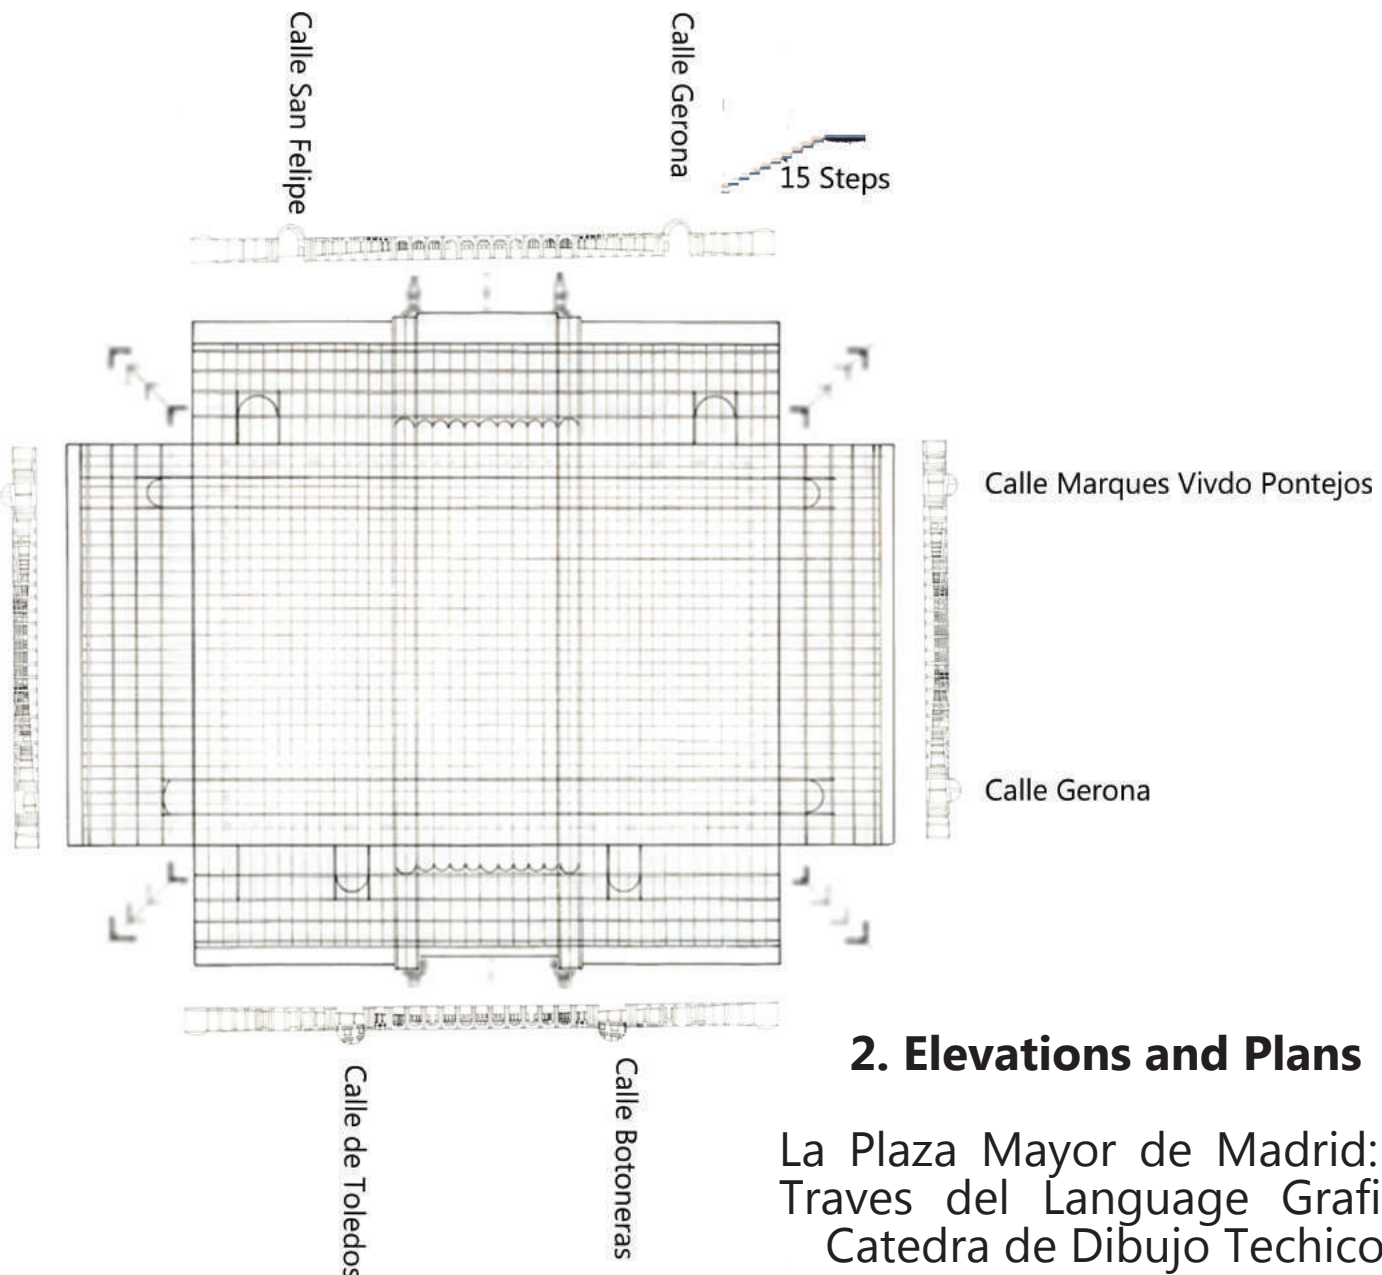 Calle San Felipe
Calle Gerona
15 Steps
Calle Marques Vivdo Pontejos
Calle Gerona
Calle de Toledos
Calle Botoneras
2. Elevations and Plans
La Plaza Mayor de Madrid:
Traves del Language Grafi
Catedra de Dibujo Techico